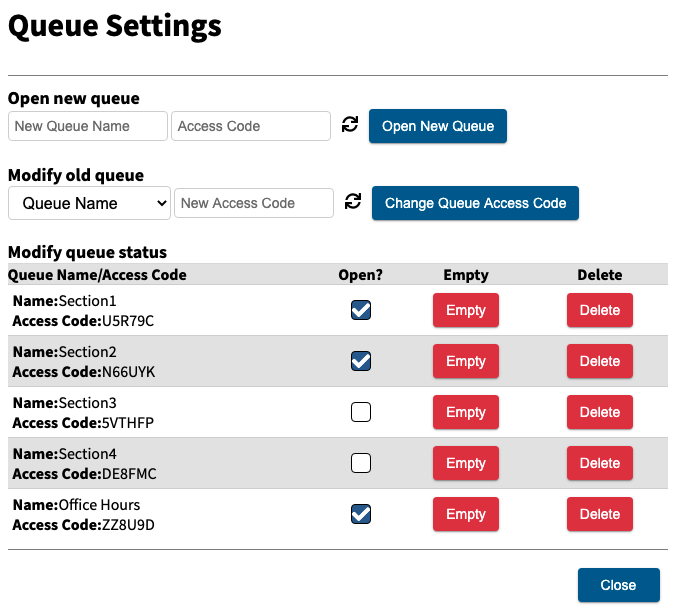 Queue Settings
Open new queue
New Queue Name Access Code Open New Queue
Modify old queue
Queue Name New Access Code Change Queue Access Code
Modify queue status
Queue Name/Access Code Open? Empty Delete
Name:Section1
Access Code:U5R79C
Empty Delete
Name:Section2
Access Code:N66UYK
Empty Delete
Name:Section3
Access Code:5VTHFP
Empty Delete
Name:Section4
Access Code:DE8FMC
Empty Delete
Name:Office Hours
Access Code:ZZ8U9D
Empty Delete
Close